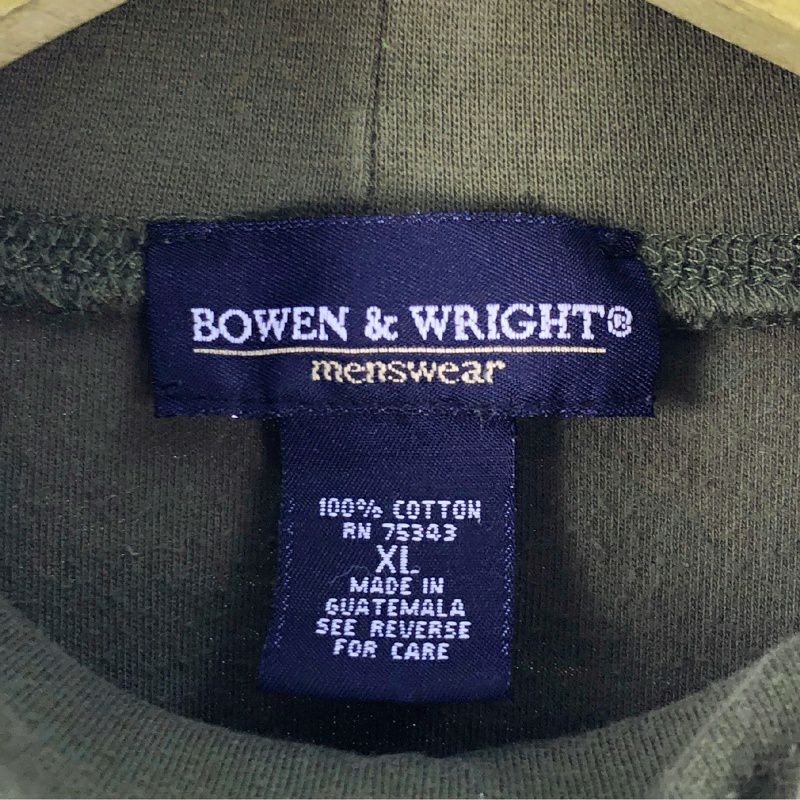 BOWEN & WRIGHT®
menswear
100% COTTON
RN 75343
XL
MADE IN
GUATEMALA
SEE REVERSE
FOR CARE